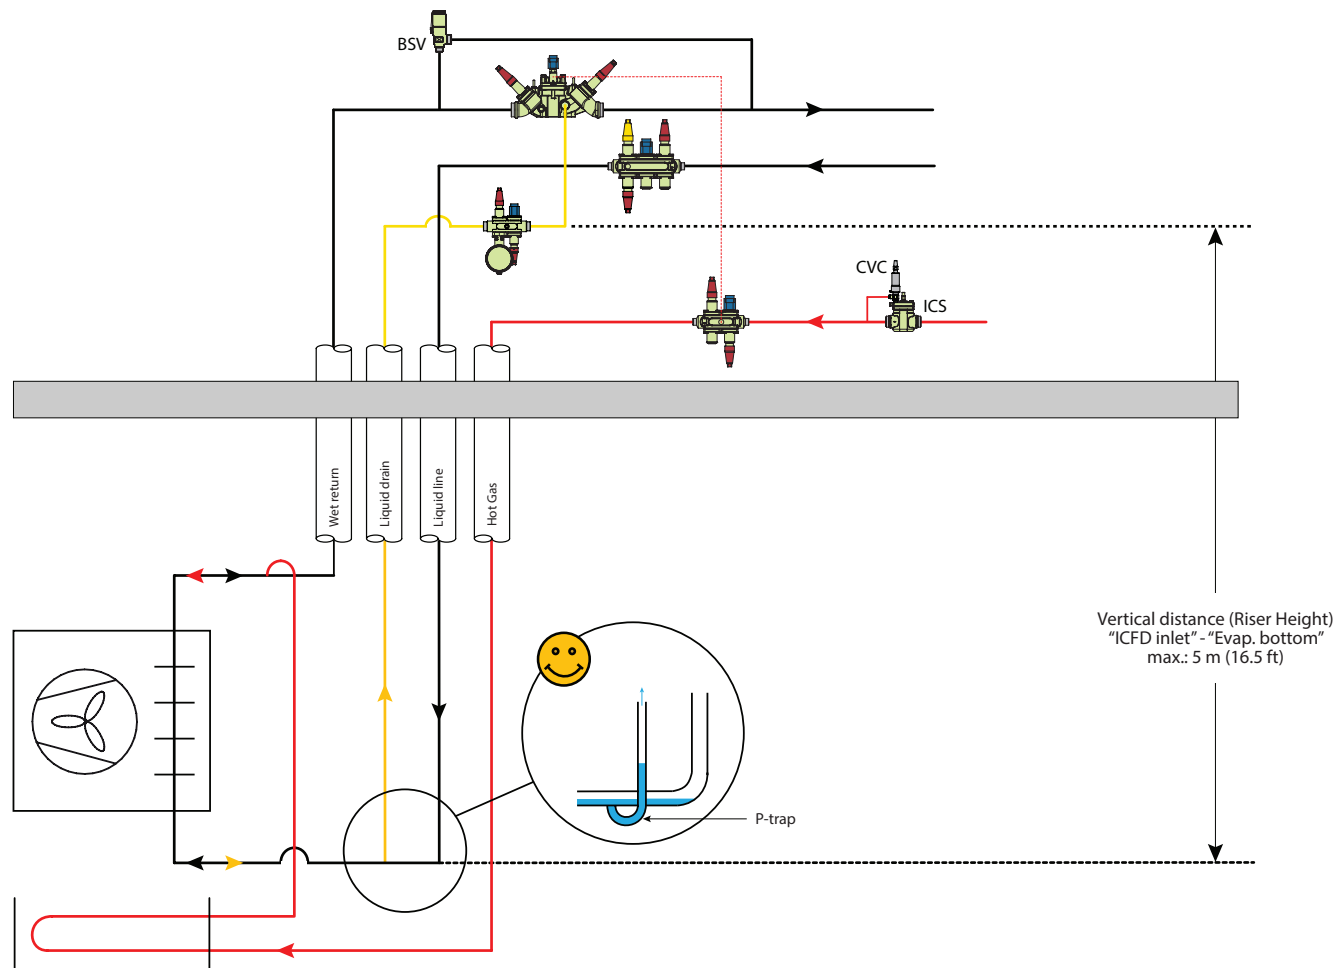 BSV
CVC
ICS
Wet return
Liquid drain
Liquid line
Hot Gas
Vertical distance (Riser Height)
“ICFD inlet” - “Evap. bottom”
max.: 5 m (16.5 ft)
P-trap